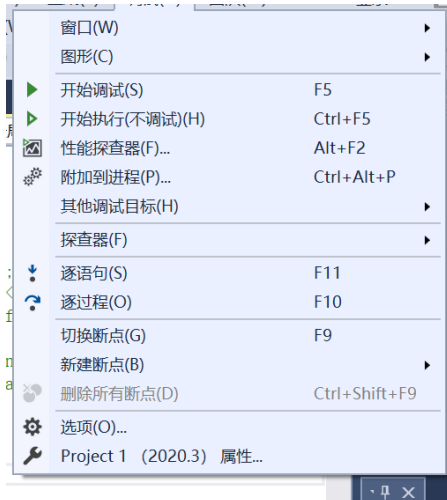 窗口(W)
图形(C)
开始调试(S) F5
开始执行(不调试)(H) Ctrl+F5
性能探查器(F)... Alt+F2
附加到进程(P)... Ctrl+Alt+P
其他调试目标(H)
探查器(F)
逐语句(S) F11
逐过程(O) F10
切换断点(G) F9
新建断点(B)
删除所有断点(D) Ctrl+Shift+F9
选项(O)...
Project 1 （2020.3） 属性...